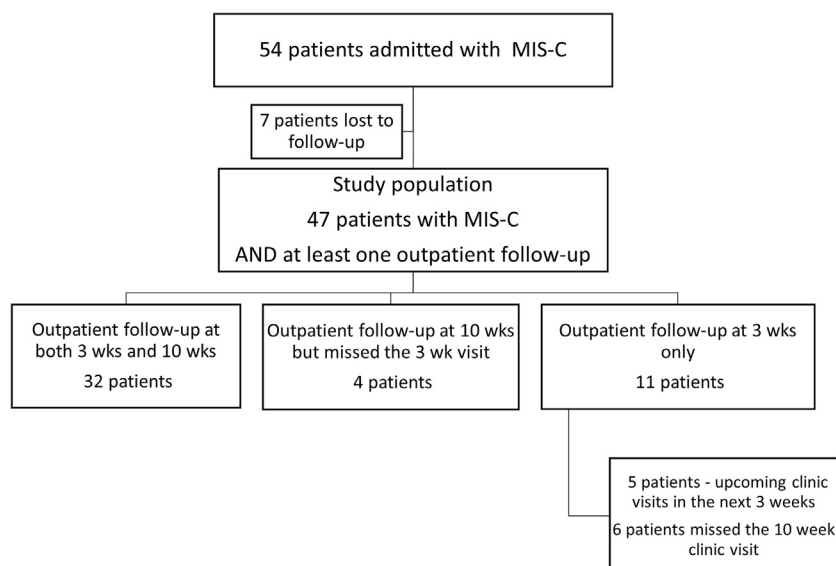 54 patients admitted with MIS-C
7 patients lost to
follow-up
Study population
47 patients with MIS-C
AND at least one outpatient follow-up
Outpatient follow-up at
both 3 wks and 10 wks
32 patients
Outpatient follow-up at 10 wks
but missed the 3 wk visit
4 patients
Outpatient follow-up at 3 wks
only
11 patients
5 patients - upcoming clinic
visits in the next 3 weeks
6 patients missed the 10 week
clinic visit